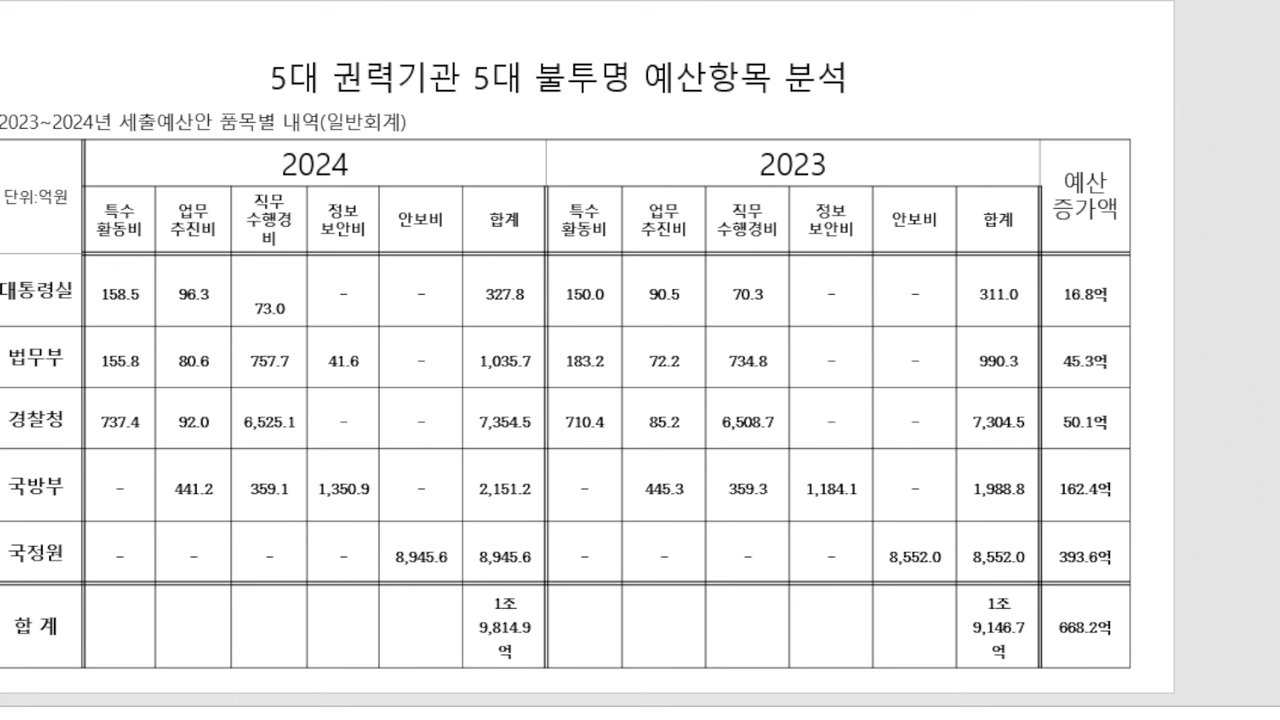 5대 권력기관 5대 불투명 예산항목 분석
2023~2024년 세출예산안 품목별 내역(일반회계)
단위:억원
2024
2023
예산
증가액
특수
활동비
업무
추진비
직무
수행경
비
정보
보안비
안보비
합계
특수
활동비
업무
추진비
직무
수행경비
정보
보안비
안보비
합계
대통령실 158.5 96.3 73.0 – – 327.8 150.0 90.5 70.3 – – 311.0 16.8억
법무부 155.8 80.6 757.7 41.6 – 1,035.7 183.2 72.2 734.8 – – 990.3 45.3억
경찰청 737.4 92.0 6,525.1 – – 7,354.5 710.4 85.2 6,508.7 – – 7,304.5 50.1억
국방부 – 441.2 359.1 1,350.9 – 2,151.2 – 445.3 359.3 1,184.1 – 1,988.8 162.4억
국정원 – – – – 8,945.6 8,945.6 – – – – 8,552.0 8,552.0 393.6억
합 계
1조
9,814.9
억
1조
9,146.7
억
668.2억